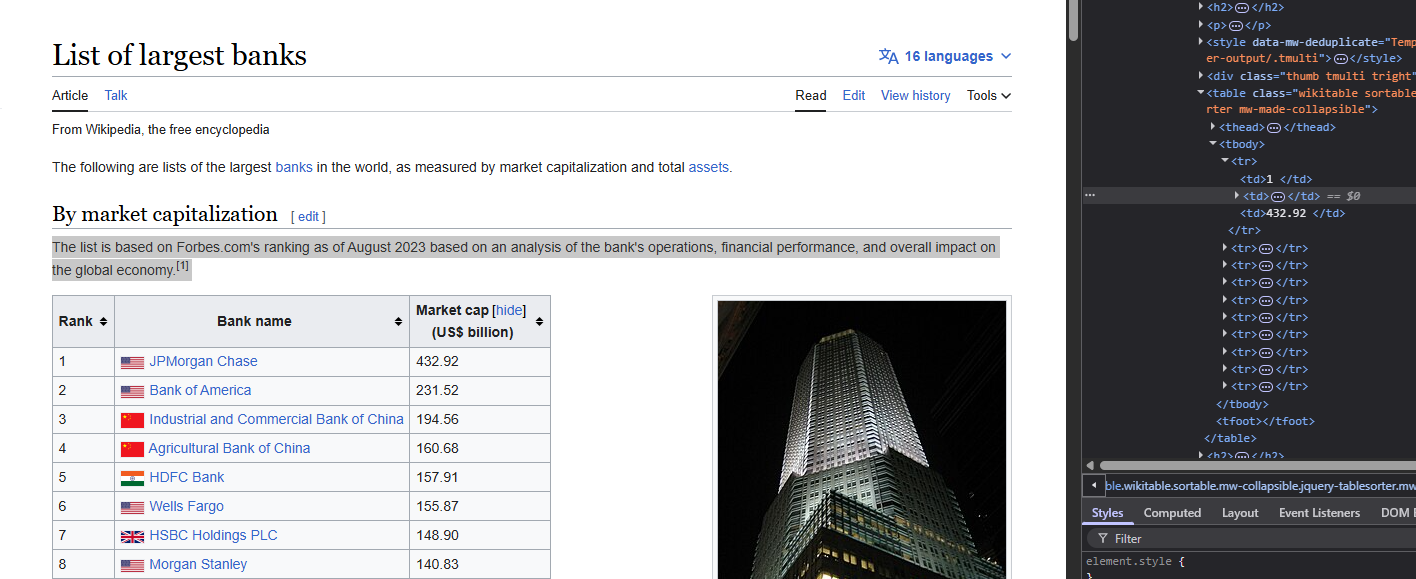 List of largest banks
16 languages
Article Talk
Read Edit View history Tools
From Wikipedia, the free encyclopedia
The following are lists of the largest banks in the world, as measured by market capitalization and total assets.
By market capitalization [ edit ]
The list is based on Forbes.com's ranking as of August 2023 based on an analysis of the bank's operations, financial performance, and overall impact on
the global economy.[1]
Rank Bank name Market cap [hide]
(US$ billion)
1 JPMorgan Chase 432.92
2 Bank of America 231.52
3 Industrial and Commercial Bank of China 194.56
4 Agricultural Bank of China 160.68
5 HDFC Bank 157.91
6 Wells Fargo 155.87
7 HSBC Holdings PLC 148.90
8 Morgan Stanley 140.83
<h2>…</h2>
<p>…</p>
<style data-mw-deduplicate="Temp
er-output/.tmulti">…</style>
<div class="thumb tmulti tright"
<table class="wikitable sortable
rter mw-made-collapsible">
<thead>…</thead>
<tbody>
<tr>
<td>1 </td>
… <td>…</td> == $0
<td>432.92 </td>
</tr>
<tr>…</tr>
<tr>…</tr>
<tr>…</tr>
<tr>…</tr>
<tr>…</tr>
<tr>…</tr>
<tr>…</tr>
<tr>…</tr>
<tr>…</tr>
</tbody>
<tfoot></tfoot>
</table>
<h2>…</h2>
ble.wikitable.sortable.mw-collapsible.jquery-tablesorter.mw
Styles Computed Layout Event Listeners DOM
Filter
element.style {
}